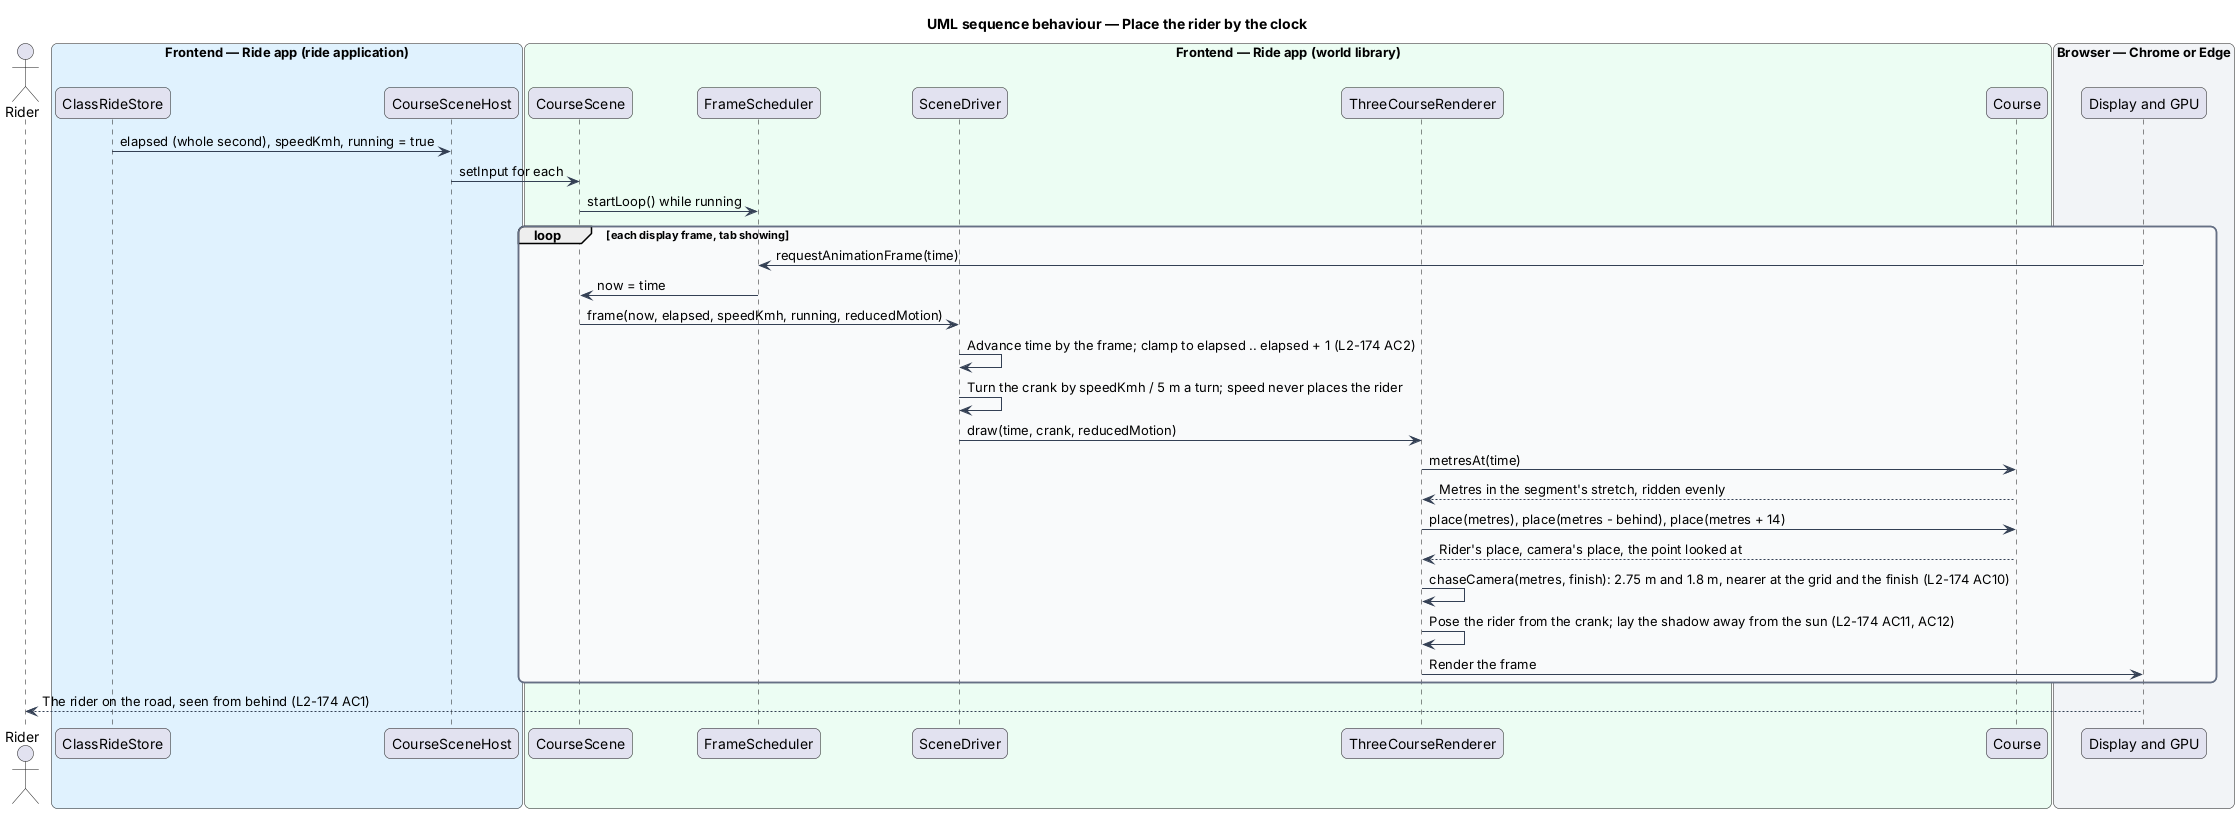 UML sequence behaviour — Place the rider by the clock
Frontend — Ride app (ride application)
Frontend — Ride app (world library)
Browser — Chrome or Edge
Rider
ClassRideStore
CourseSceneHost
CourseScene
FrameScheduler
SceneDriver
ThreeCourseRenderer
Course
Display and GPU
elapsed (whole second), speedKmh, running = true
setInput for each
startLoop() while running
loop [each display frame, tab showing]
requestAnimationFrame(time)
now = time
frame(now, elapsed, speedKmh, running, reducedMotion)
Advance time by the frame; clamp to elapsed .. elapsed + 1 (L2-174 AC2)
Turn the crank by speedKmh / 5 m a turn; speed never places the rider
draw(time, crank, reducedMotion)
metresAt(time)
Metres in the segment's stretch, ridden evenly
place(metres), place(metres - behind), place(metres + 14)
Rider's place, camera's place, the point looked at
chaseCamera(metres, finish): 2.75 m and 1.8 m, nearer at the grid and the finish (L2-174 AC10)
Pose the rider from the crank; lay the shadow away from the sun (L2-174 AC11, AC12)
Render the frame
The rider on the road, seen from behind (L2-174 AC1)
Rider
ClassRideStore
CourseSceneHost
CourseScene
FrameScheduler
SceneDriver
ThreeCourseRenderer
Course
Display and GPU